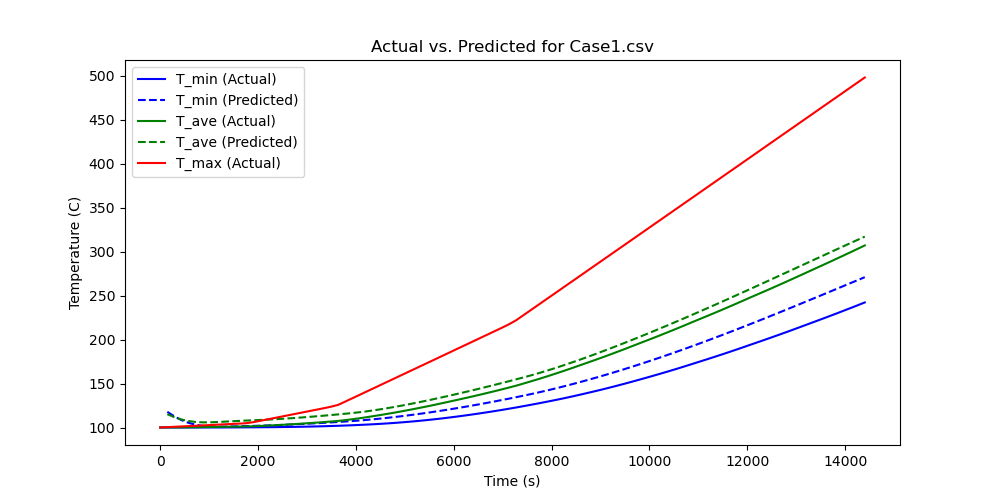 Actual vs. Predicted for Case1.csv
T_min (Actual)
T_min (Predicted)
T_ave (Actual)
T_ave (Predicted)
T_max (Actual)
500
450
400
350
300
250
200
150
100
Temperature (C)
0 2000 4000 6000 8000 10000 12000 14000
Time (s)